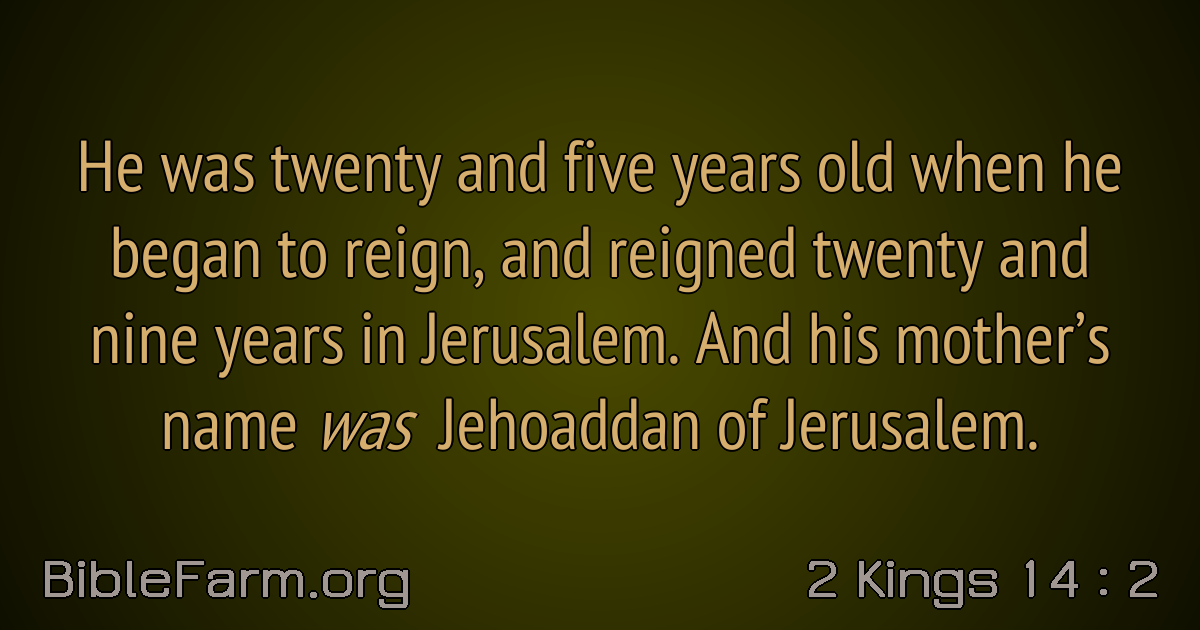 He was twenty and five years old when he
began to reign, and reigned twenty and
nine years in Jerusalem. And his mother’s
name was Jehoaddan of Jerusalem.
BibleFarm.org
2 Kings 14 : 2